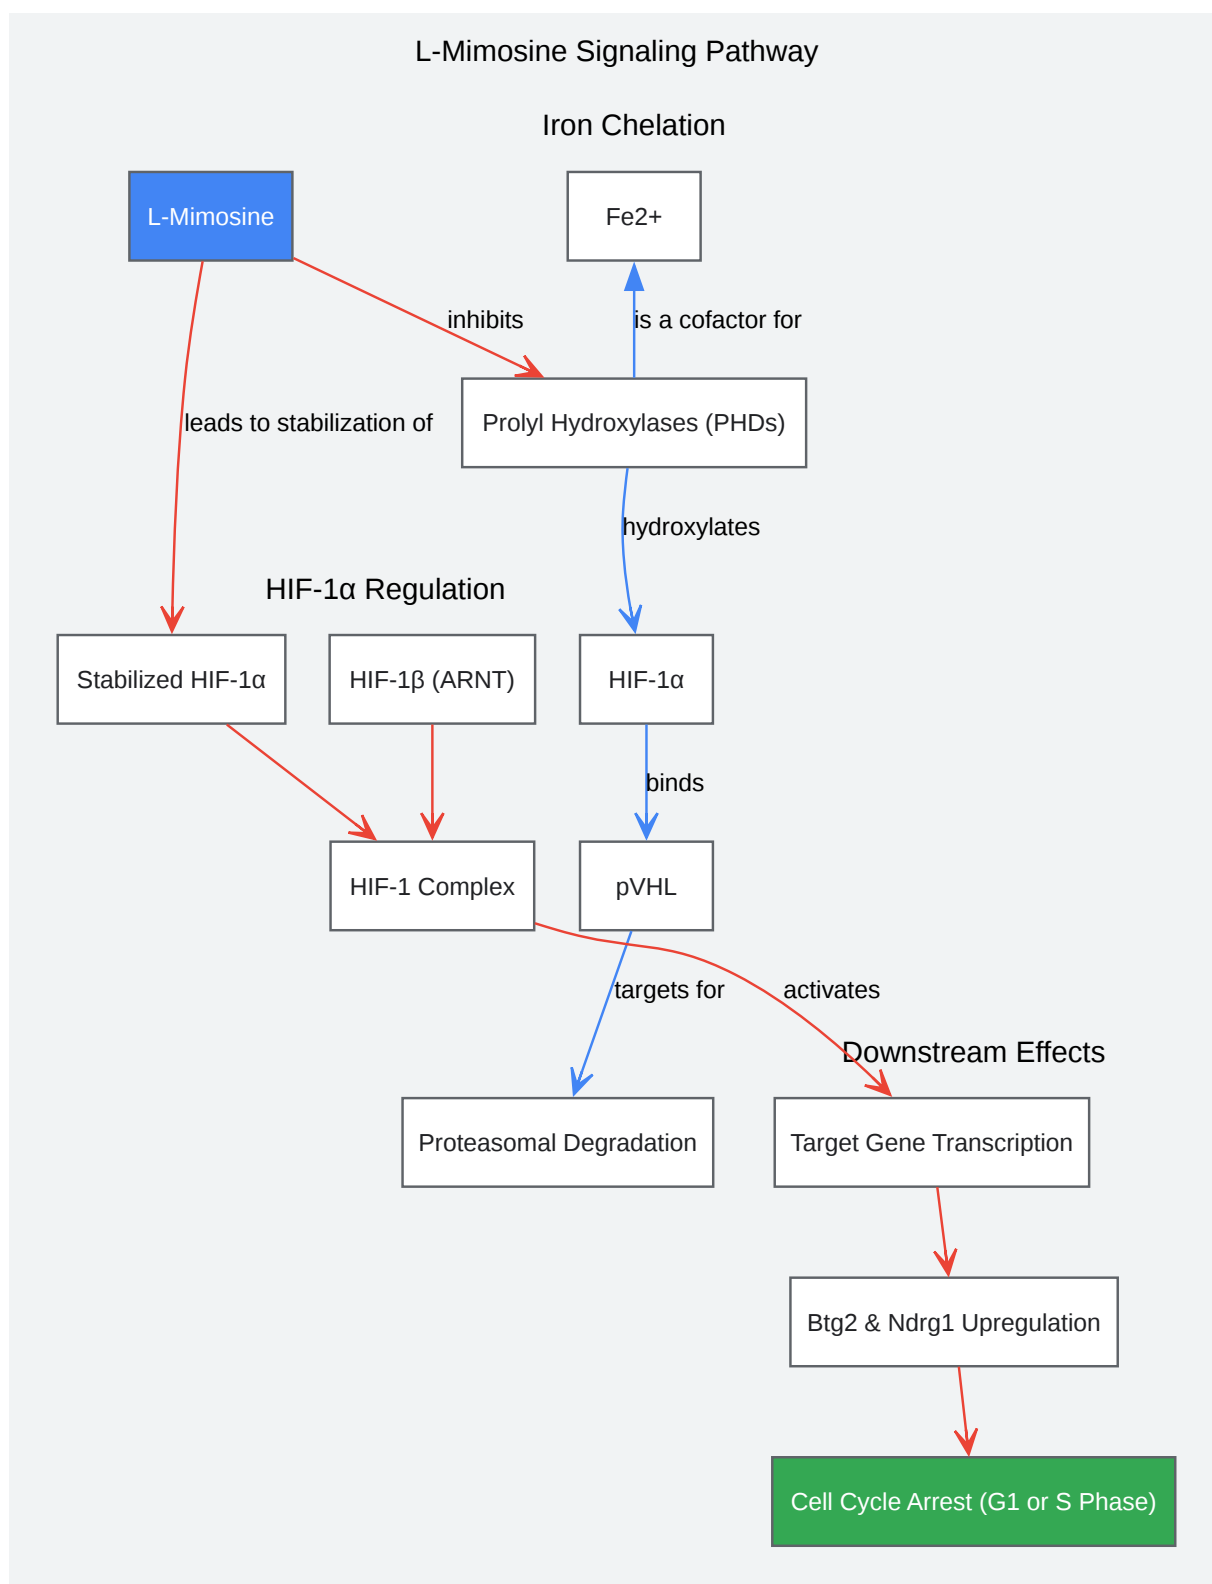 L-Mimosine Signaling Pathway
Iron Chelation
L-Mimosine
Fe2+
inhibits
is a cofactor for
leads to stabilization of
Prolyl Hydroxylases (PHDs)
hydroxylates
HIF-1α Regulation
Stabilized HIF-1α
HIF-1β (ARNT)
HIF-1α
binds
HIF-1 Complex
pVHL
targets for
activates
Downstream Effects
Proteasomal Degradation
Target Gene Transcription
Btg2 & Ndrg1 Upregulation
Cell Cycle Arrest (G1 or S Phase)